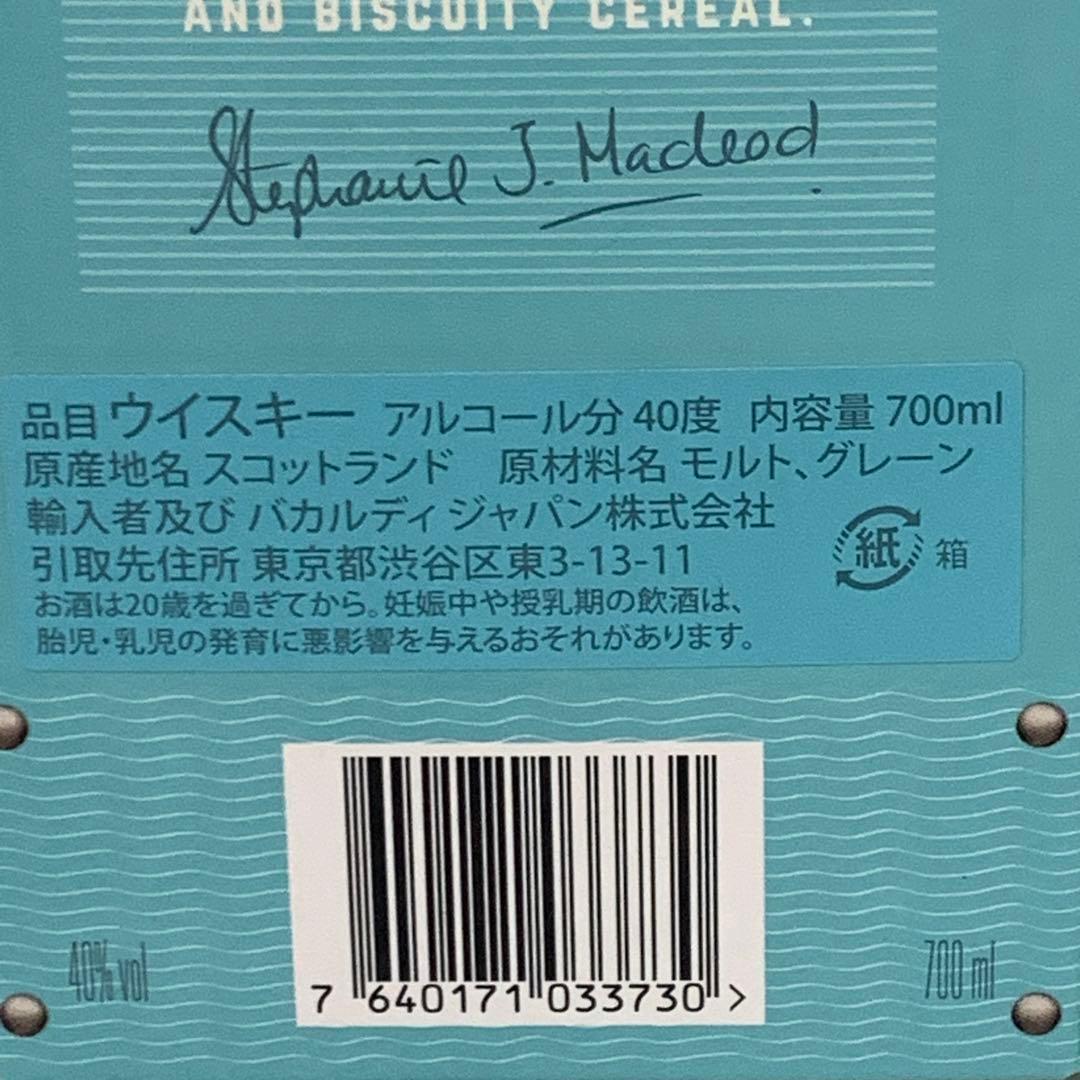 AND BISCUITY CEREAL.
Stephanie J. Macleod
品目 ウイスキー アルコール分 40度 内容量 700ml
原産地名 スコットランド 原材料名 モルト、グレーン
輸入者及び バカルディ ジャパン株式会社
引取先住所 東京都渋谷区東3-13-11
紙 箱
お酒は20歳を過ぎてから。妊娠中や授乳期の飲酒は、
胎児・乳児の発育に悪影響を与えるおそれがあります。
40% vol
700 ml
7 640171 033730 >